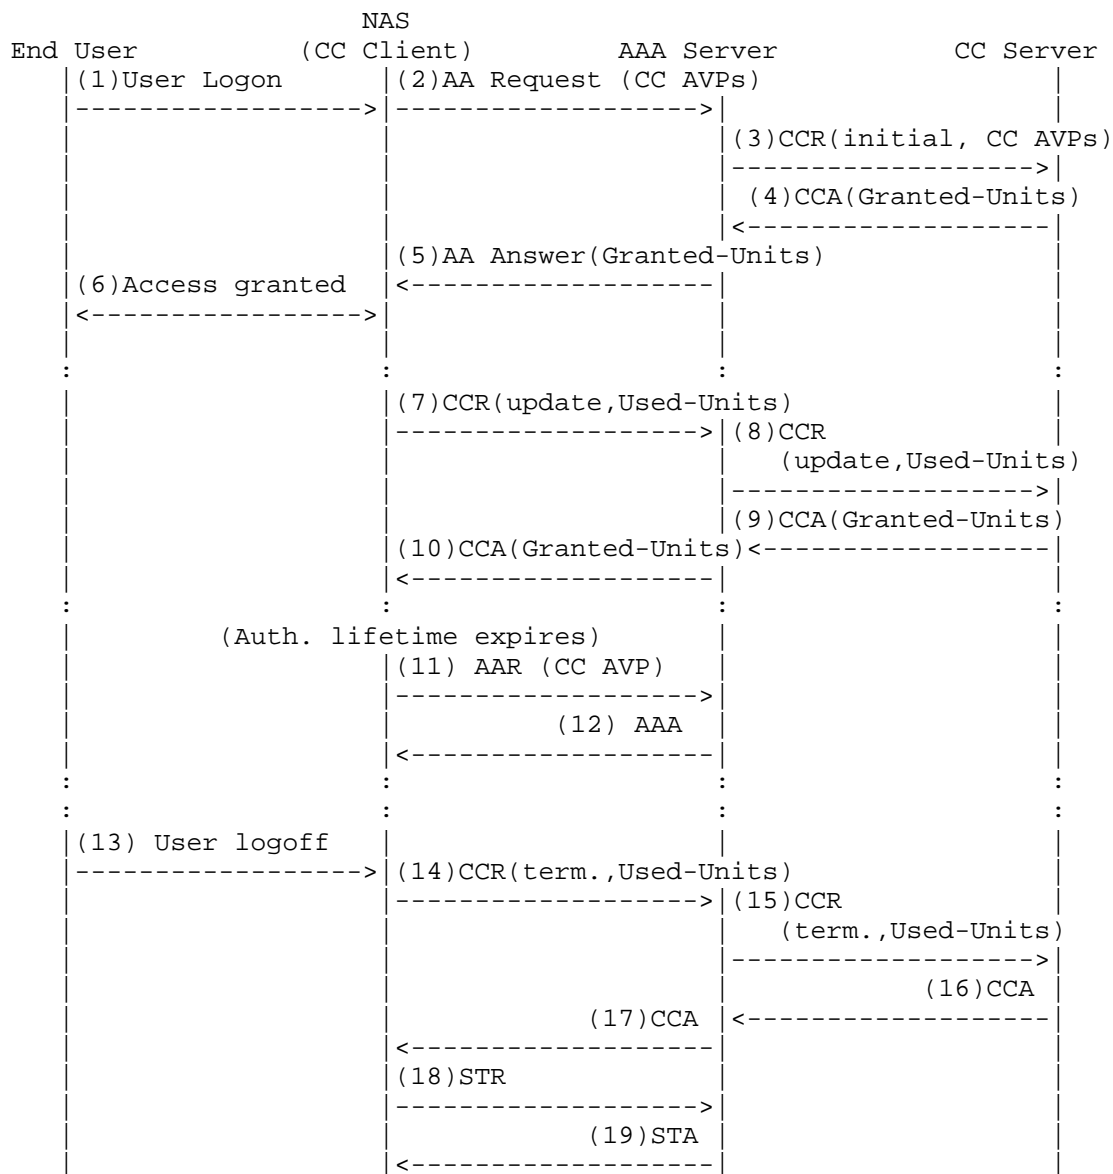 NAS
End User (CC Client) AAA Server CC Server
(1)User Logon (2)AA Request (CC AVPs)
(3)CCR(initial, CC AVPs)
(4)CCA(Granted-Units)
(5)AA Answer(Granted-Units)
(6)Access granted
(7)CCR(update,Used-Units)
(8)CCR
(update,Used-Units)
(9)CCA(Granted-Units)
(10)CCA(Granted-Units)
(Auth. lifetime expires)
(11) AAR (CC AVP)
(12) AAA
(13) User logoff
(14)CCR(term.,Used-Units)
(15)CCR
(term.,Used-Units)
(16)CCA
(17)CCA
(18)STR
(19)STA